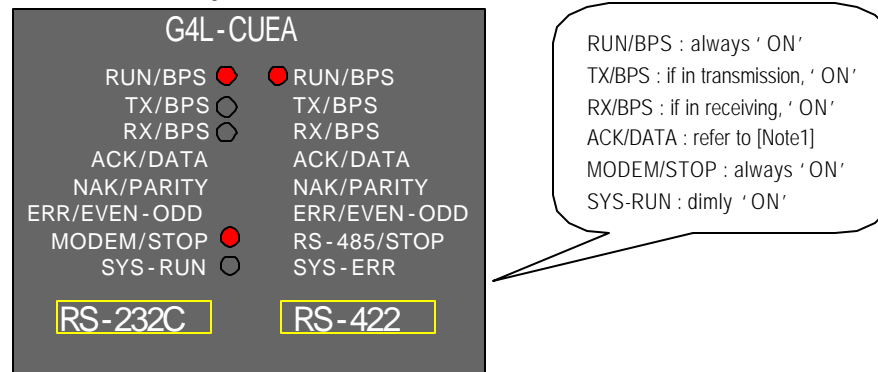 G4L-CUEA
RUN/BPS RUN/BPS
TX/BPS TX/BPS
RX/BPS RX/BPS
ACK/DATA ACK/DATA
NAK/PARITY NAK/PARITY
ERR/EVEN-ODD ERR/EVEN-ODD
MODEM/STOP RS-485/STOP
SYS-RUN SYS-ERR
RS-232C RS-422
RUN/BPS : always ‘ON’
TX/BPS : if in transmission, ‘ON’
RX/BPS : if in receiving, ‘ON’
ACK/DATA : refer to [Note1]
MODEM/STOP : always ‘ON’
SYS-RUN : dimly ‘ON’